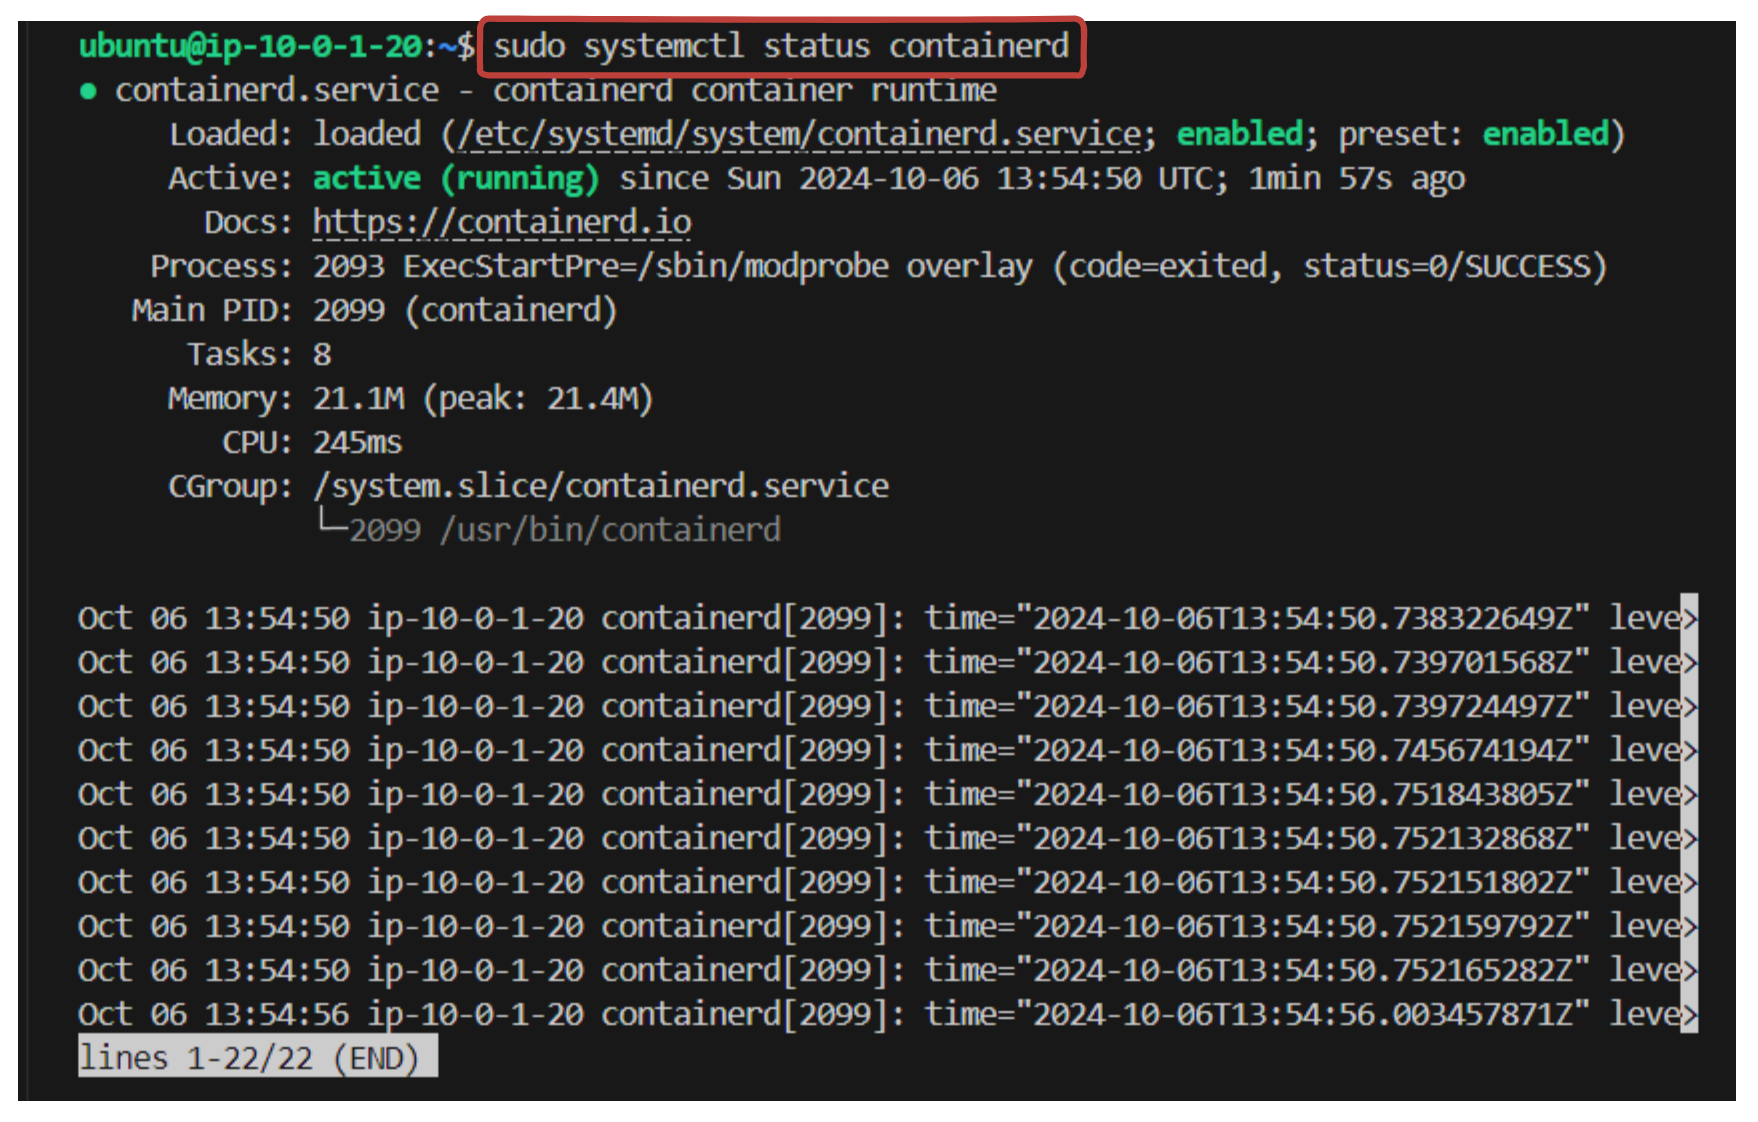 ubuntu@ip-10-0-1-20:~$ sudo systemctl status containerd
● containerd.service - containerd container runtime
Loaded: loaded (/etc/systemd/system/containerd.service; enabled; preset: enabled)
Active: active (running) since Sun 2024-10-06 13:54:50 UTC; 1min 57s ago
Docs: https://containerd.io
Process: 2093 ExecStartPre=/sbin/modprobe overlay (code=exited, status=0/SUCCESS)
Main PID: 2099 (containerd)
Tasks: 8
Memory: 21.1M (peak: 21.4M)
CPU: 245ms
CGroup: /system.slice/containerd.service
└─2099 /usr/bin/containerd
Oct 06 13:54:50 ip-10-0-1-20 containerd[2099]: time="2024-10-06T13:54:50.738322649Z" leve>
Oct 06 13:54:50 ip-10-0-1-20 containerd[2099]: time="2024-10-06T13:54:50.739701568Z" leve>
Oct 06 13:54:50 ip-10-0-1-20 containerd[2099]: time="2024-10-06T13:54:50.739724497Z" leve>
Oct 06 13:54:50 ip-10-0-1-20 containerd[2099]: time="2024-10-06T13:54:50.745674194Z" leve>
Oct 06 13:54:50 ip-10-0-1-20 containerd[2099]: time="2024-10-06T13:54:50.751843805Z" leve>
Oct 06 13:54:50 ip-10-0-1-20 containerd[2099]: time="2024-10-06T13:54:50.752132868Z" leve>
Oct 06 13:54:50 ip-10-0-1-20 containerd[2099]: time="2024-10-06T13:54:50.752151802Z" leve>
Oct 06 13:54:50 ip-10-0-1-20 containerd[2099]: time="2024-10-06T13:54:50.752159792Z" leve>
Oct 06 13:54:50 ip-10-0-1-20 containerd[2099]: time="2024-10-06T13:54:50.752165282Z" leve>
Oct 06 13:54:56 ip-10-0-1-20 containerd[2099]: time="2024-10-06T13:54:56.003457871Z" leve>
lines 1-22/22 (END)